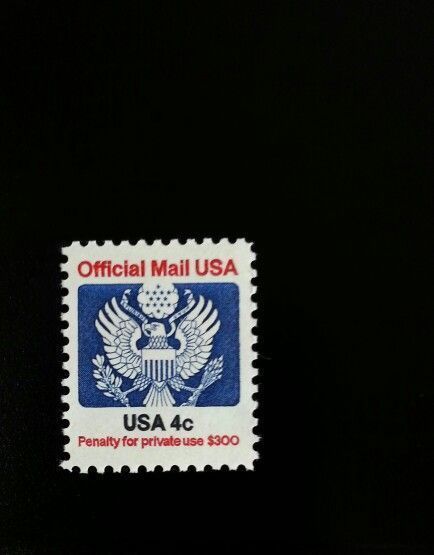 Official Mail USA
USA 4c
Penalty for private use $300